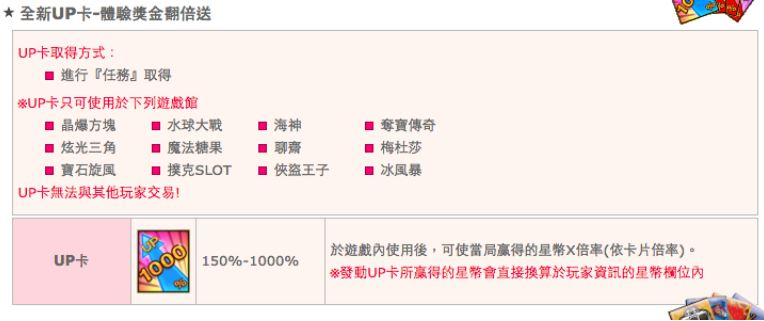 ★ 全新UP卡-體驗獎金翻倍送
UP卡取得方式：
■ 進行『任務』取得
※UP卡只可使用於下列遊戲館
■ 晶爆方塊 ■ 水球大戰 ■ 海神 ■ 奪寶傳奇
■ 炫光三角 ■ 魔法糖果 ■ 聊齋 ■ 梅杜莎
■ 寶石旋風 ■ 撲克SLOT ■ 俠盜王子 ■ 冰風暴
UP卡無法與其他玩家交易!
UP卡 UP 1000 % 150%-1000% 於遊戲內使用後，可使當局贏得的星幣X倍率(依卡片倍率)。
※發動UP卡所贏得的星幣會直接換算於玩家資訊的星幣欄位內